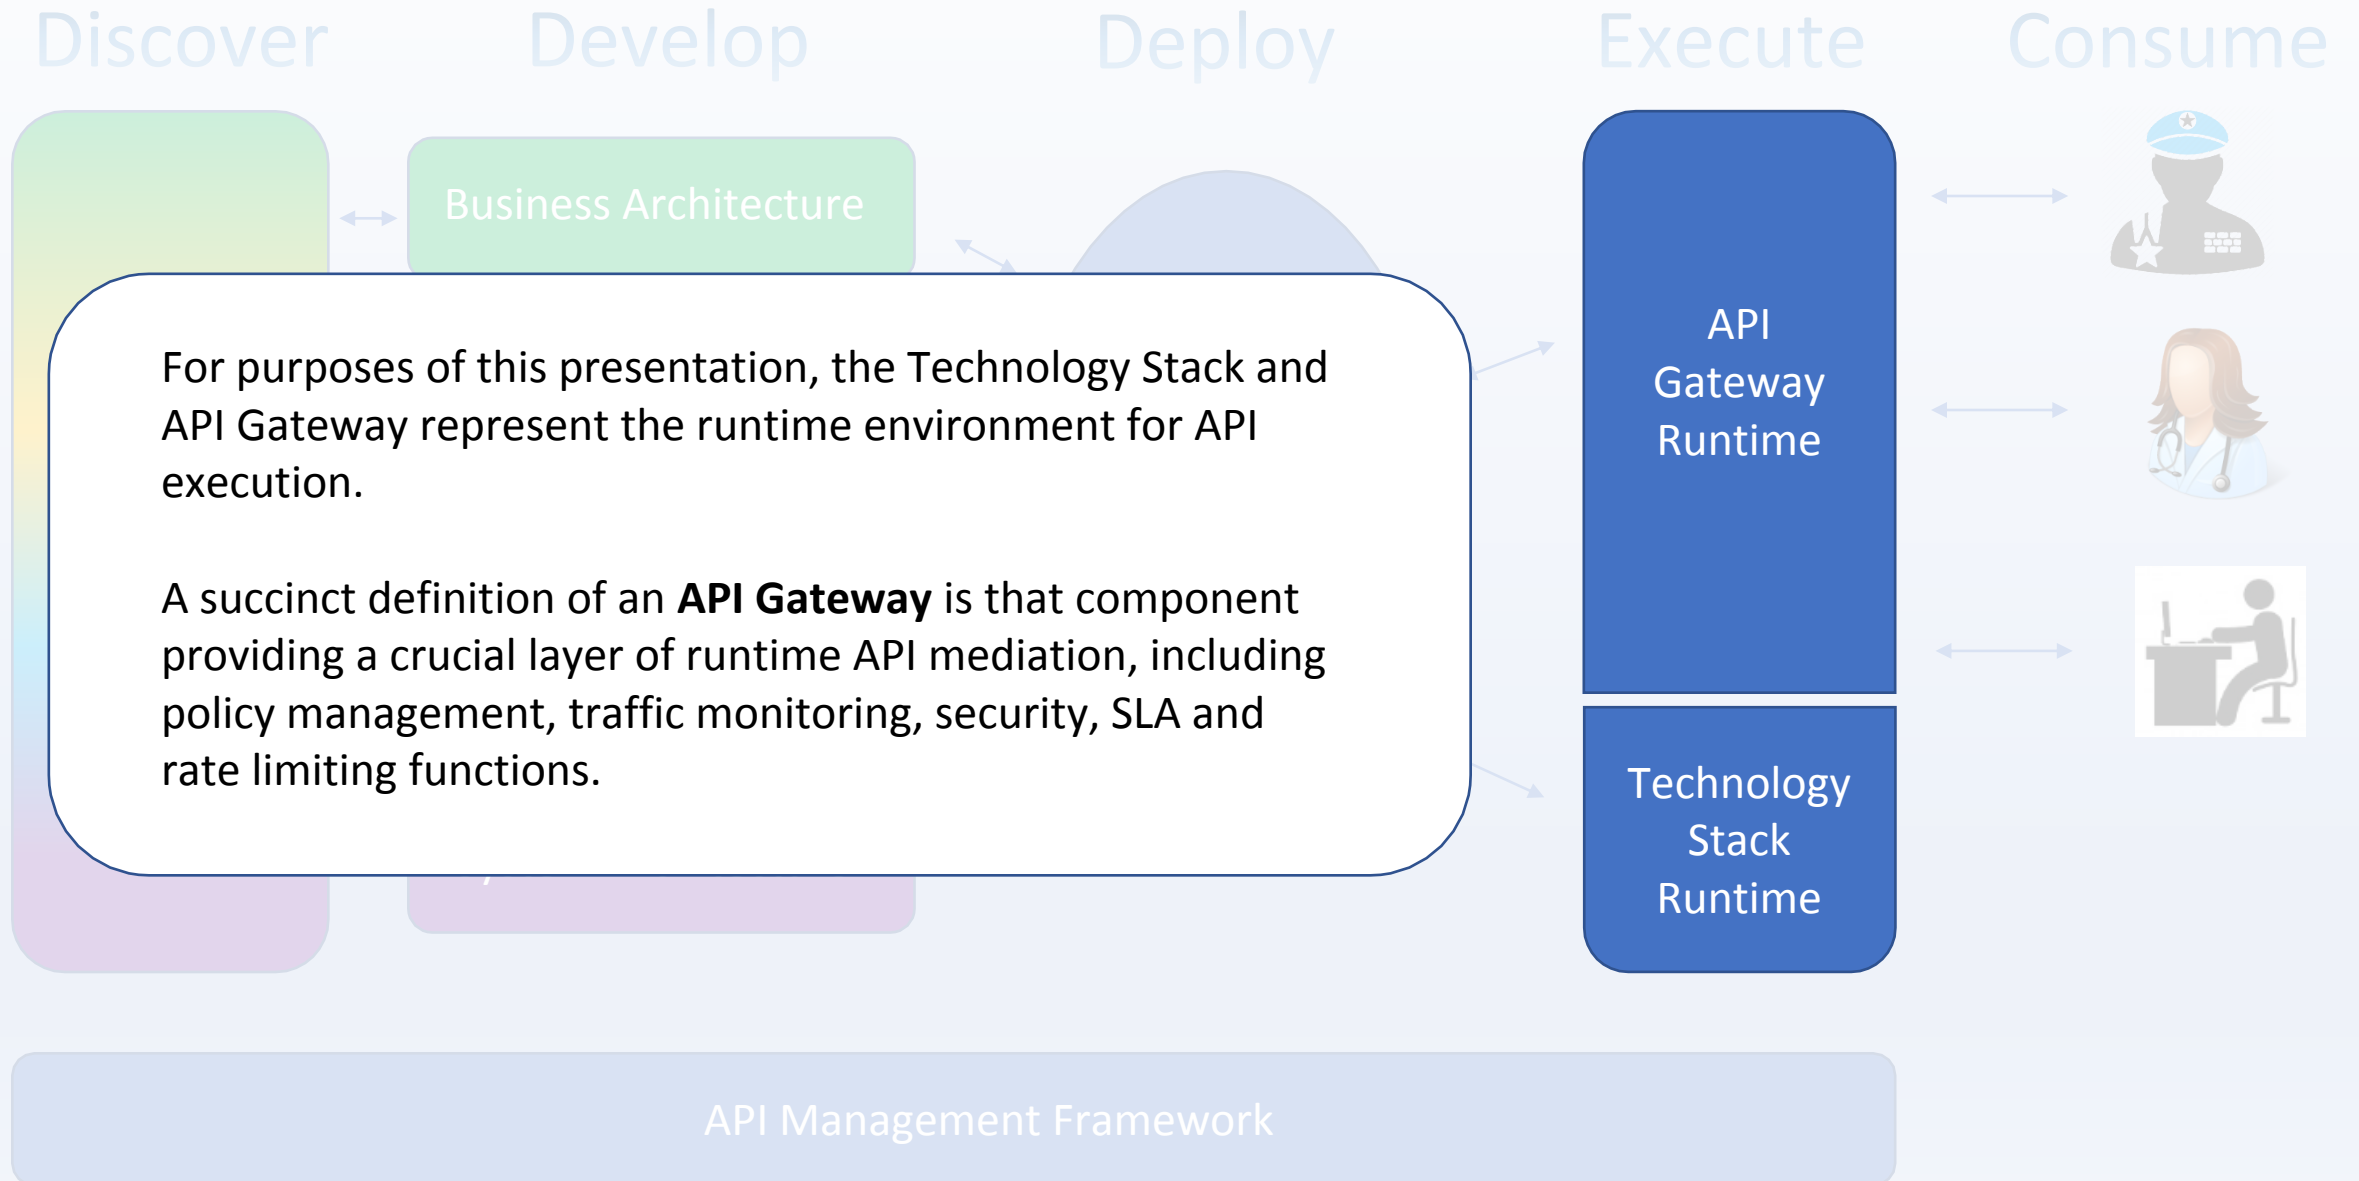 Discover
Develop
Deploy
Execute
Consume
Business Architecture
For purposes of this presentation, the Technology Stack and
API Gateway represent the runtime environment for API
execution.
A succinct definition of an API Gateway is that component
providing a crucial layer of runtime API mediation, including
policy management, traffic monitoring, security, SLA and
rate limiting functions.
API
Gateway
Runtime
Technology
Stack
Runtime
API Management Framework